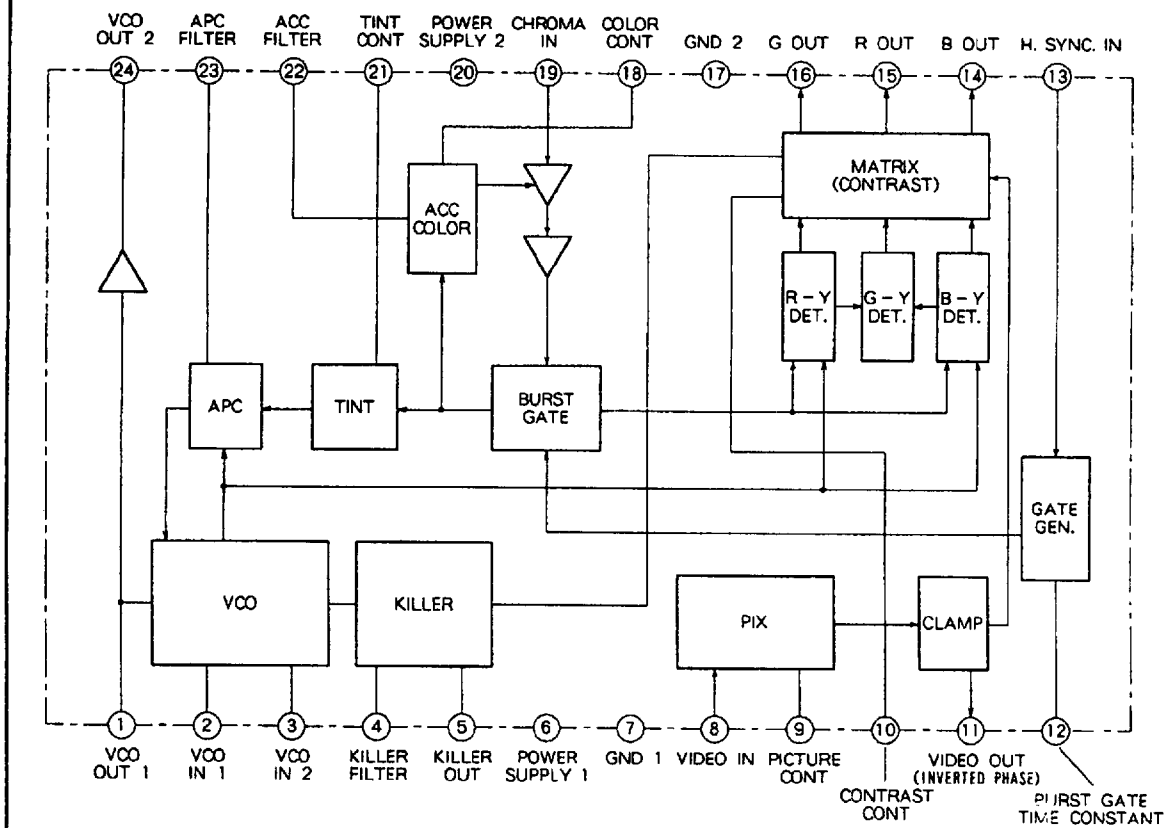 VCO OUT 2
APC FILTER
ACC FILTER
TINT CONT
POWER SUPPLY 2
CHROMA IN
COLOR CONT
GND 2
G OUT
R OUT
B OUT
H. SYNC. IN
24
23
22
21
20
19
18
17
16
15
14
13
MATRIX
(CONTRAST)
ACC
COLOR
R-Y
DET.
G-Y
DET.
B-Y
DET.
APC
TINT
BURST
GATE
GATE
GEN.
VCO
KILLER
PIX
CLAMP
1
2
3
4
5
6
7
8
9
10
11
12
VCO OUT 1
VCO IN 1
VCO IN 2
KILLER FILTER
KILLER OUT
POWER SUPPLY 1
GND 1
VIDEO IN
PICTURE CONT
CONTRAST CONT
VIDEO OUT
(INVERTED PHASE)
BURST GATE
TIME CONSTANT